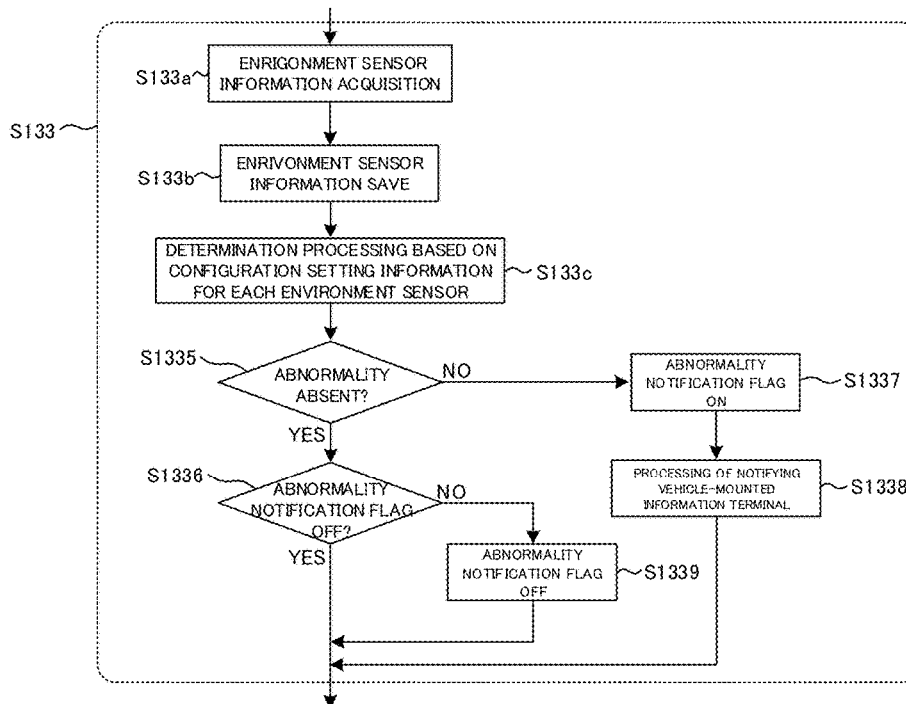 S133
S133a
ENRIGONMENT SENSOR
INFORMATION ACQUISITION
S133b
ENRIVONMENT SENSOR
INFORMATION SAVE
DETERMINATION PROCESSING BASED ON
CONFIGURATION SETTING INFORMATION
FOR EACH ENVIRONMENT SENSOR
S133c
S1335
ABNORMALITY
ABSENT?
NO
YES
ABNORMALITY
NOTIFICATION FLAG
ON
S1337
S1336
ABNORMALITY
NOTIFICATION FLAG
OFF?
NO
YES
PROCESSING OF NOTIFYING
VEHICLE-MOUNTED
INFORMATION TERMINAL
S1338
ABNORMALITY
NOTIFICATION FLAG
OFF
S1339